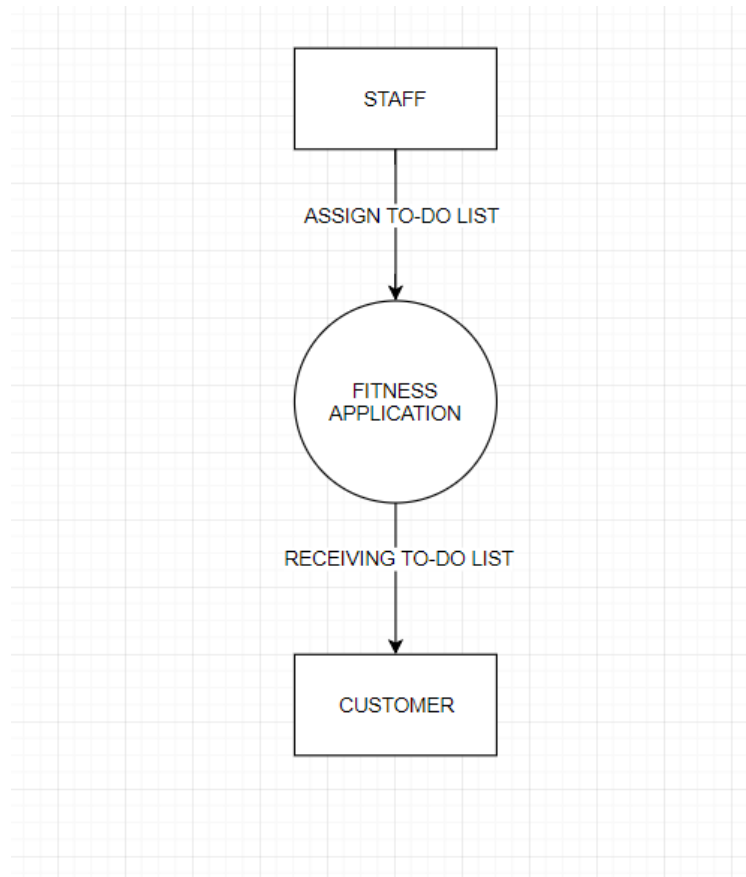 STAFF
ASSIGN TO-DO LIST
FITNESS
APPLICATION
RECEIVING TO-DO LIST
CUSTOMER